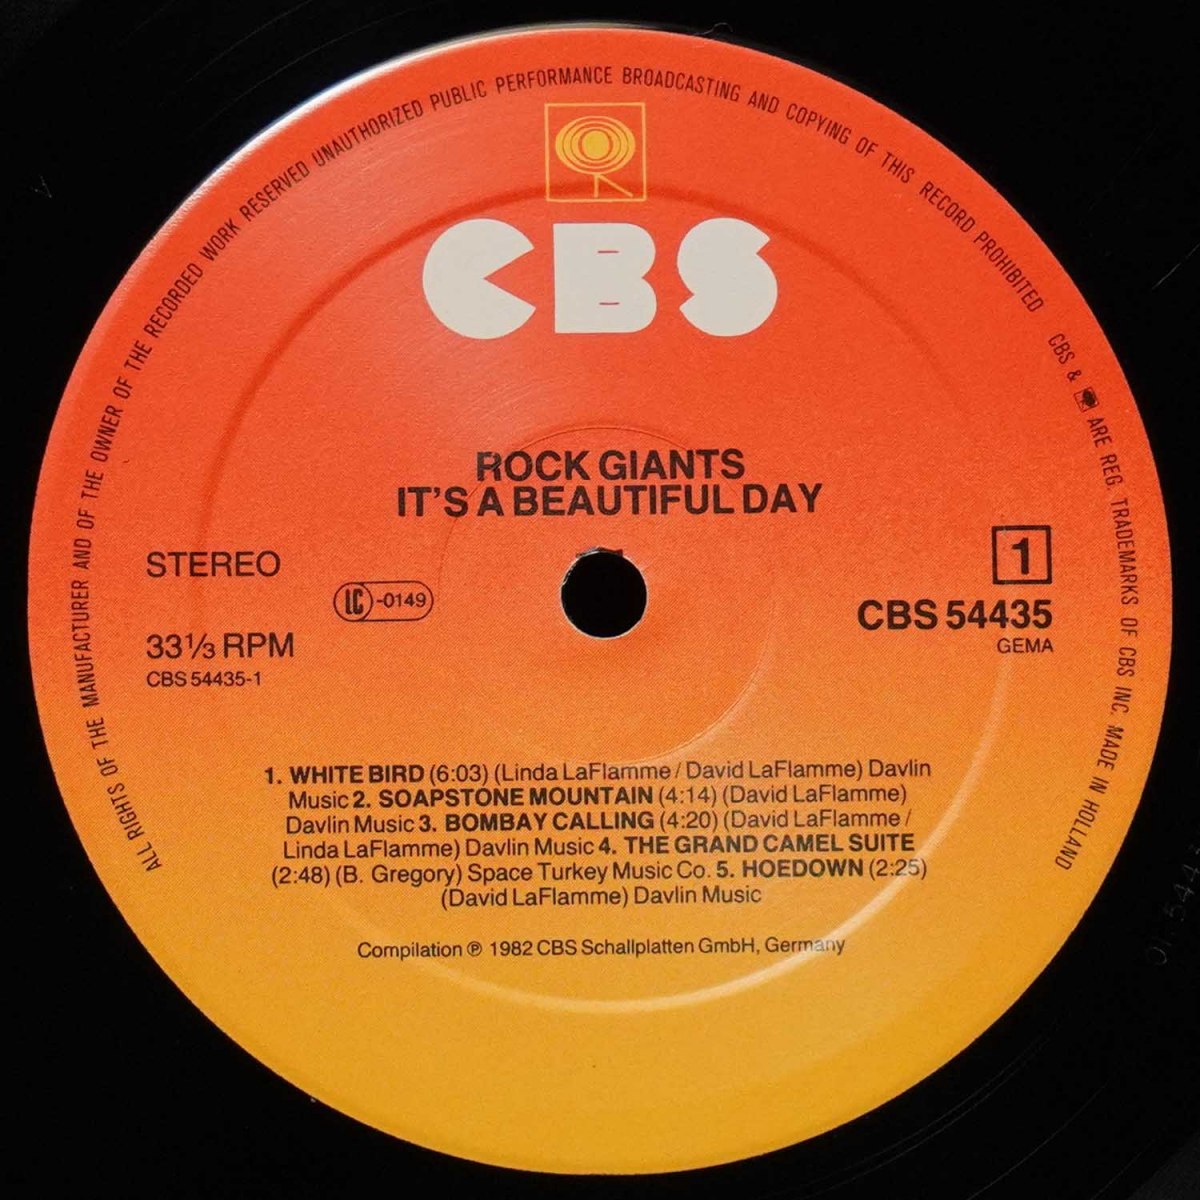 ALL RIGHTS OF THE MANUFACTURER AND OF THE OWNER OF THE RECORDED WORK RESERVED UNAUTHORIZED PUBLIC PERFORMANCE BROADCASTING AND COPYING OF THIS RECORD PROHIBITED CBS & ARE REG. TRADEMARKS OF CBS INC. MADE IN HOLLAND
CBS
ROCK GIANTS
IT'S A BEAUTIFUL DAY
STEREO
1
LC-0149
CBS 54435
33⅓ RPM
GEMA
CBS 54435-1
1. WHITE BIRD (6:03) (Linda LaFlamme / David LaFlamme) Davlin
Music 2. SOAPSTONE MOUNTAIN (4:14) (David LaFlamme)
Davlin Music 3. BOMBAY CALLING (4:20) (David LaFlamme /
Linda LaFlamme) Davlin Music 4. THE GRAND CAMEL SUITE
(2:48) (B. Gregory) Space Turkey Music Co. 5. HOEDOWN (2:25)
(David LaFlamme) Davlin Music
Compilation ℗ 1982 CBS Schallplatten GmbH, Germany